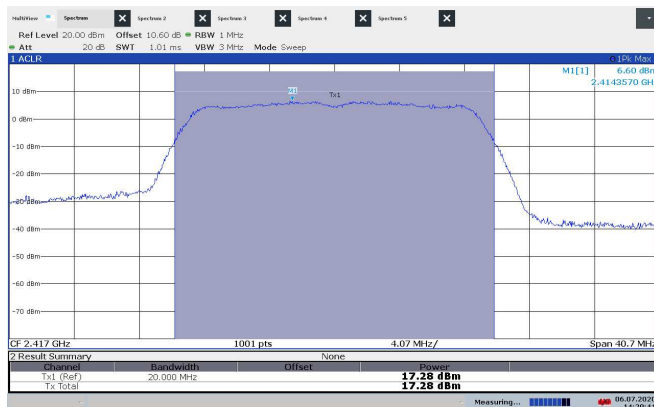 MultiView Spectrum Spectrum 2 Spectrum 3 Spectrum 4 Spectrum 5
Ref Level 20.00 dBm Offset 10.60 dB RBW 1 MHz
Att 20 dB SWT 1.01 ms VBW 3 MHz Mode Sweep
1 ACLR 1Pk Max
M1[1] 6.60 dBm
2.4143570 GH
M1
Tx1
10 dBm
0 dBm
-10 dBm
-20 dBm
-30 dBm
-40 dBm
-50 dBm
-60 dBm
-70 dBm
CF 2.417 GHz 1001 pts 4.07 MHz/ Span 40.7 MHz
2 Result Summary None
Channel Bandwidth Offset Power
Tx1 (Ref) 20.000 MHz 17.28 dBm
Tx Total 17.28 dBm
Measuring... 06.07.2020